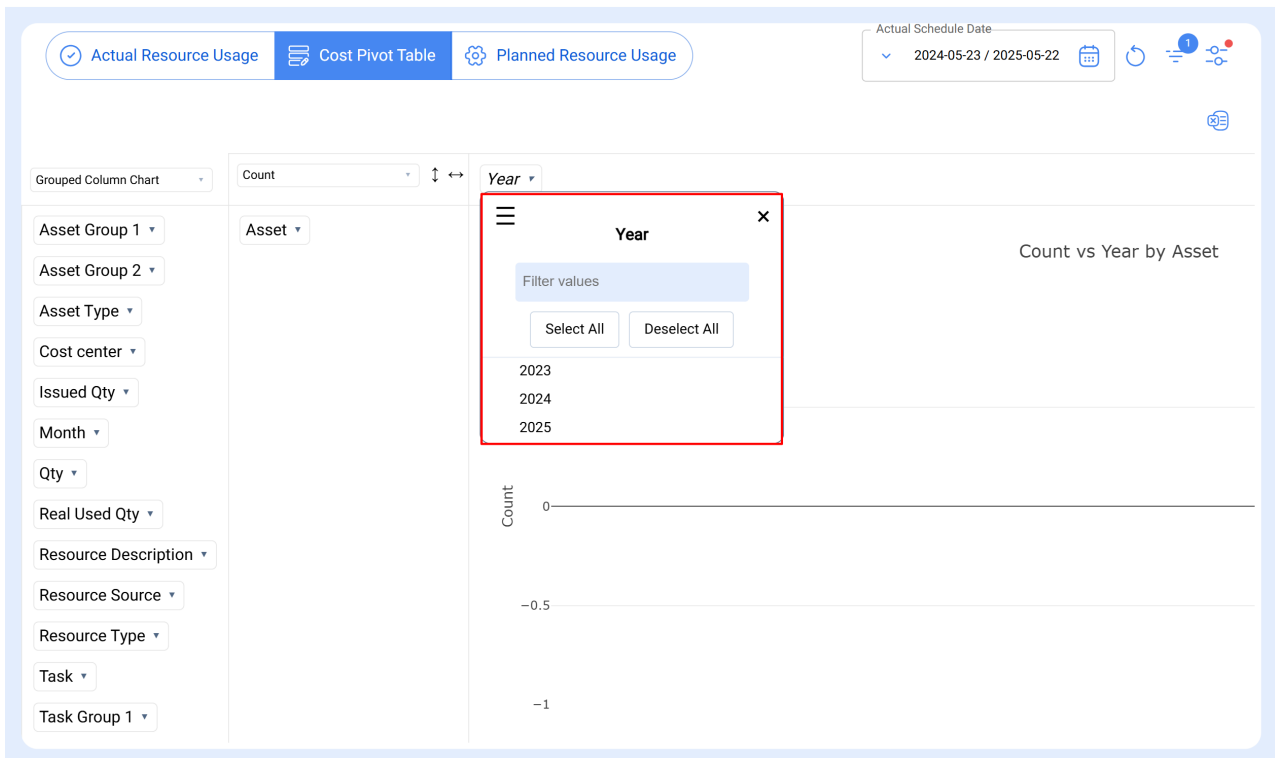 Actual Resource Usage
Cost Pivot Table
Planned Resource Usage
Actual Schedule Date
2024-05-23 / 2025-05-22
1
Grouped Column Chart
Count
Year
Asset Group 1
Asset Group 2
Asset Type
Cost center
Issued Qty
Month
Qty
Real Used Qty
Resource Description
Resource Source
Resource Type
Task
Task Group 1
Asset
Year
Filter values
Select All
Deselect All
2023
2024
2025
Count vs Year by Asset
Count
0
−0.5
−1